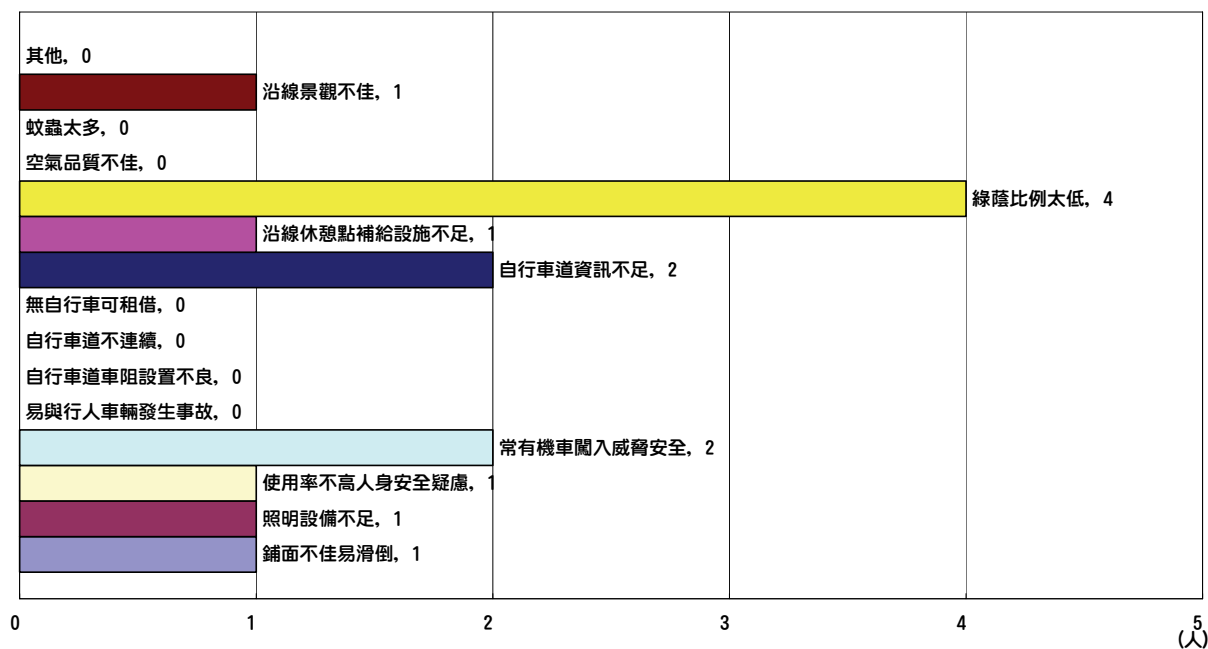 其他, 0
沿線景觀不佳, 1
蚊蟲太多, 0
空氣品質不佳, 0
綠蔭比例太低, 4
沿線休憩點補給設施不足, 1
自行車道資訊不足, 2
無自行車可租借, 0
自行車道不連續, 0
自行車道車阻設置不良, 0
易與行人車輛發生事故, 0
常有機車闖入威脅安全, 2
使用率不高人身安全疑慮, 1
照明設備不足, 1
鋪面不佳易滑倒, 1
0 1 2 3 4 5
(人)